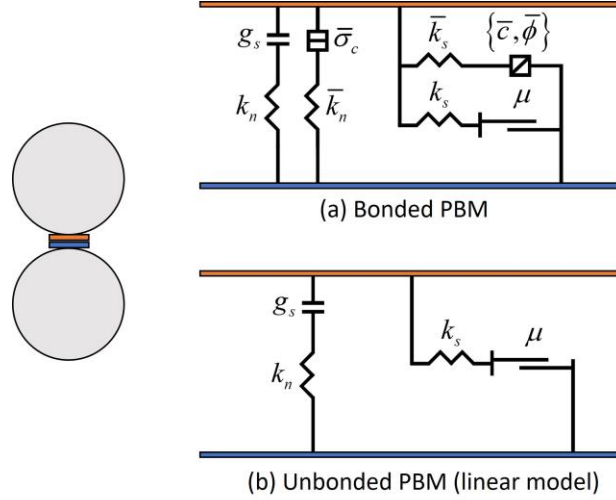 g_s σ̅_c k̅_s {c̅, ϕ̅}
k_n k̅_n k_s μ
(a) Bonded PBM
g_s k_s μ
k_n
(b) Unbonded PBM (linear model)